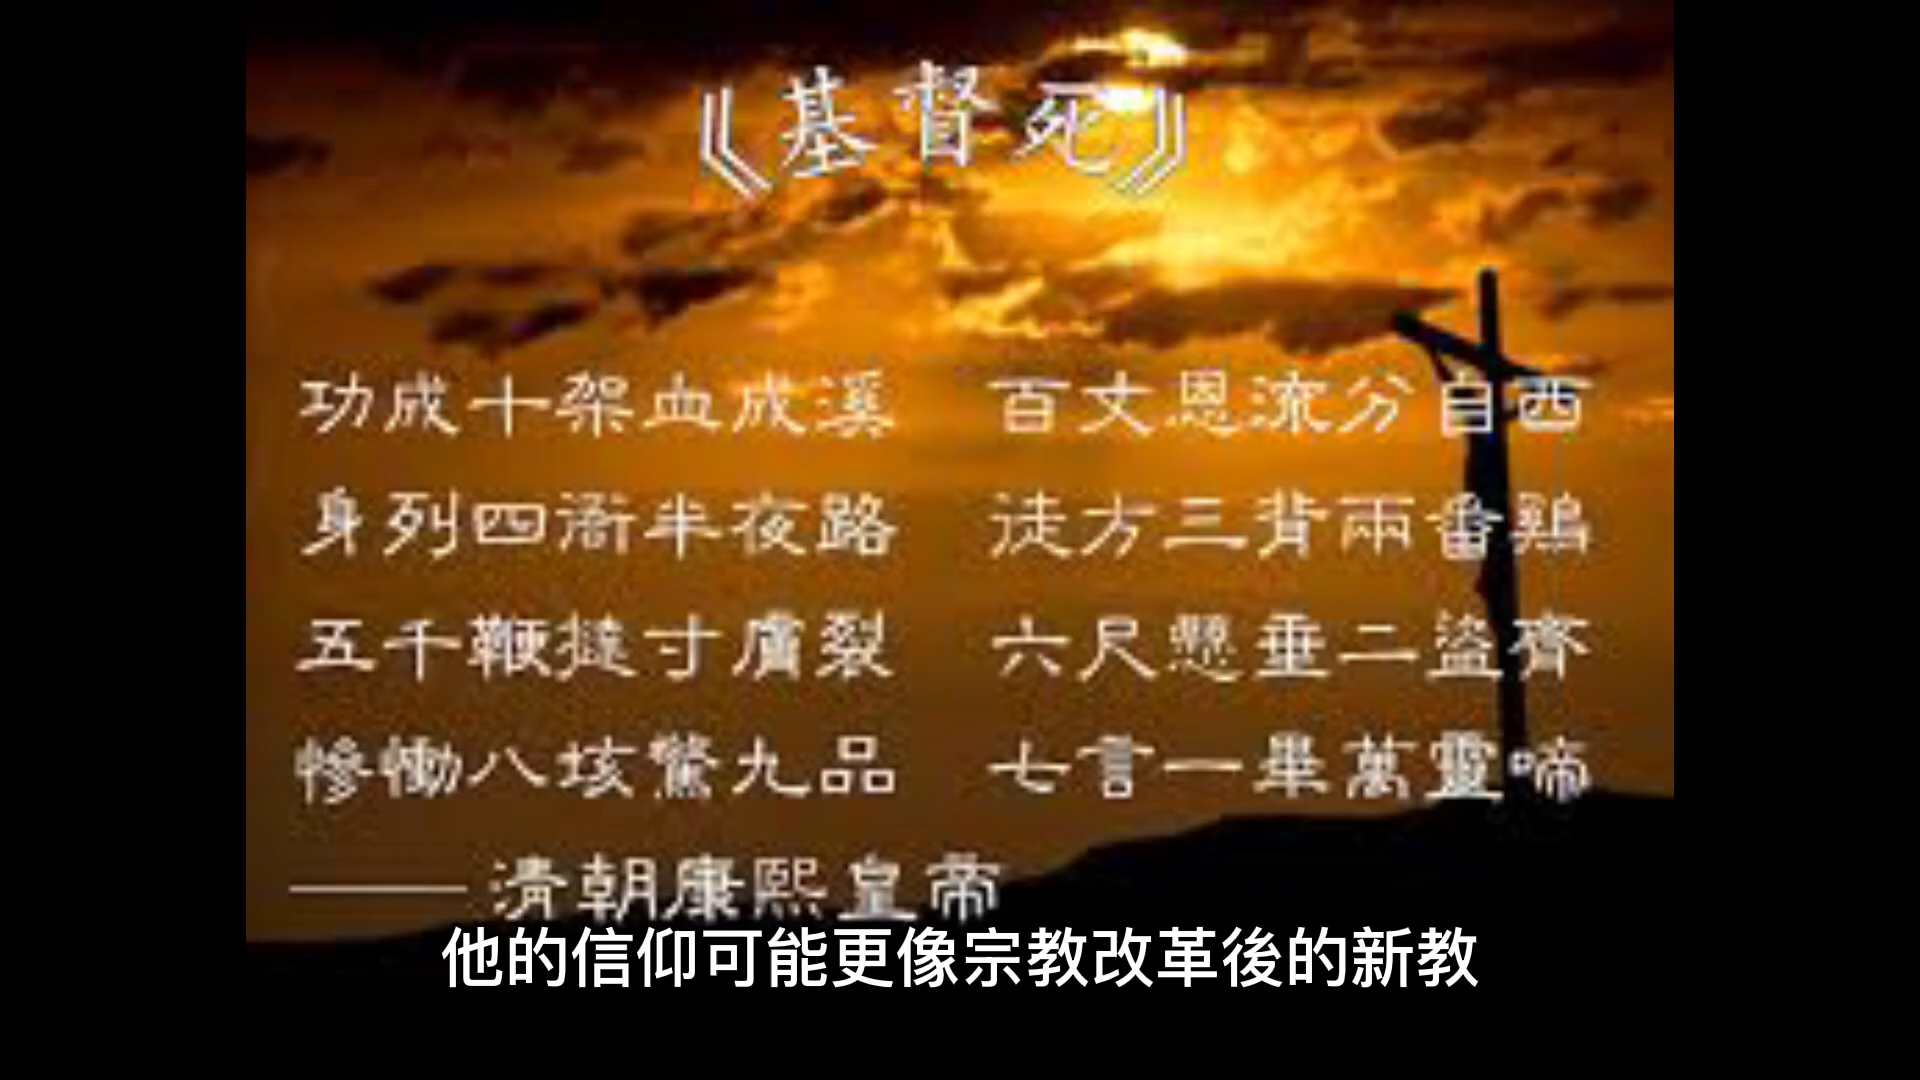 《基督死》
功成十架血成溪 百丈恩流分自西
身列四衙半夜路 徒方三背兩番鷄
五千鞭撻寸膚裂 六尺懸垂二盜齊
慘慟八垓驚九品 七言一畢萬靈啼
——清朝康熙皇帝
他的信仰可能更像宗教改革後的新教